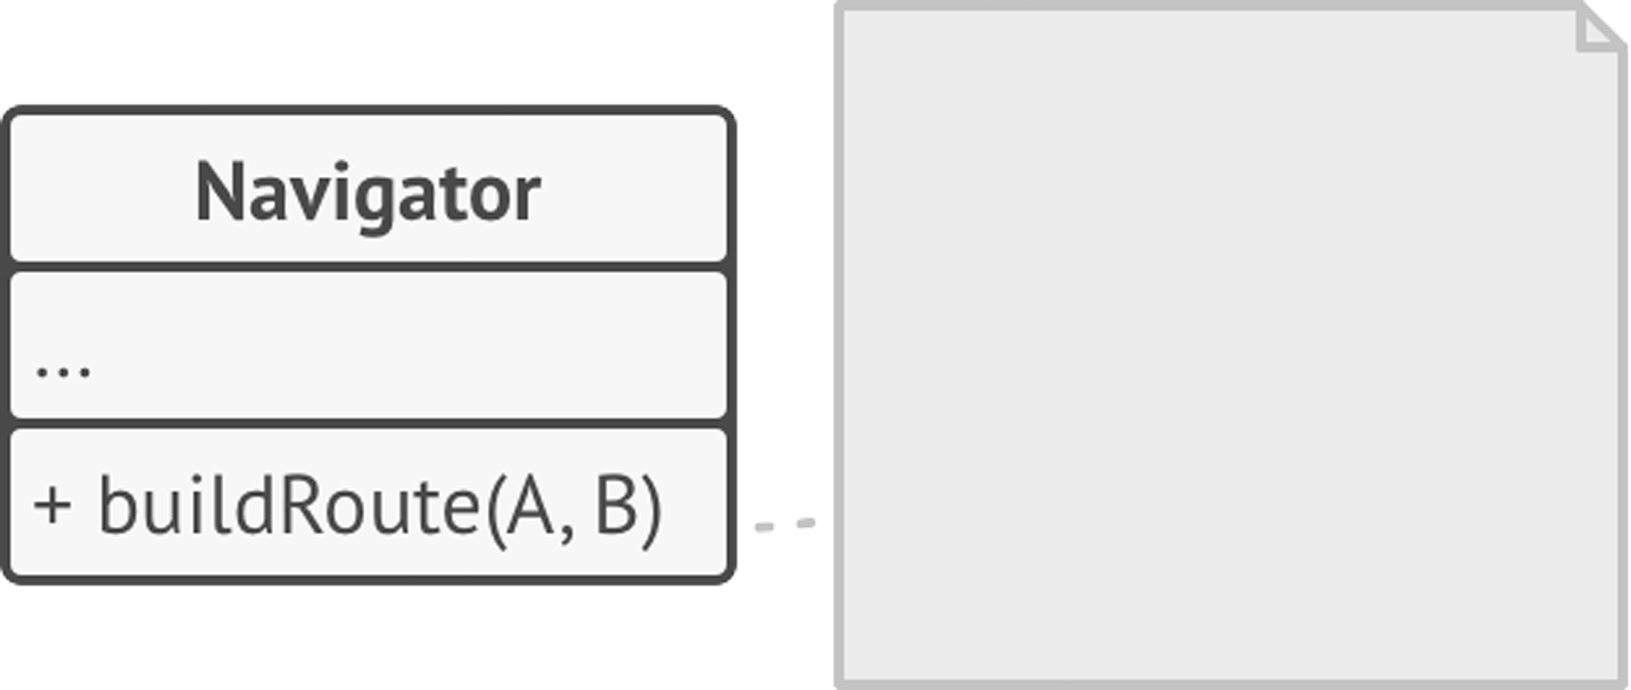 Navigator
...
+ buildRoute(A, B)